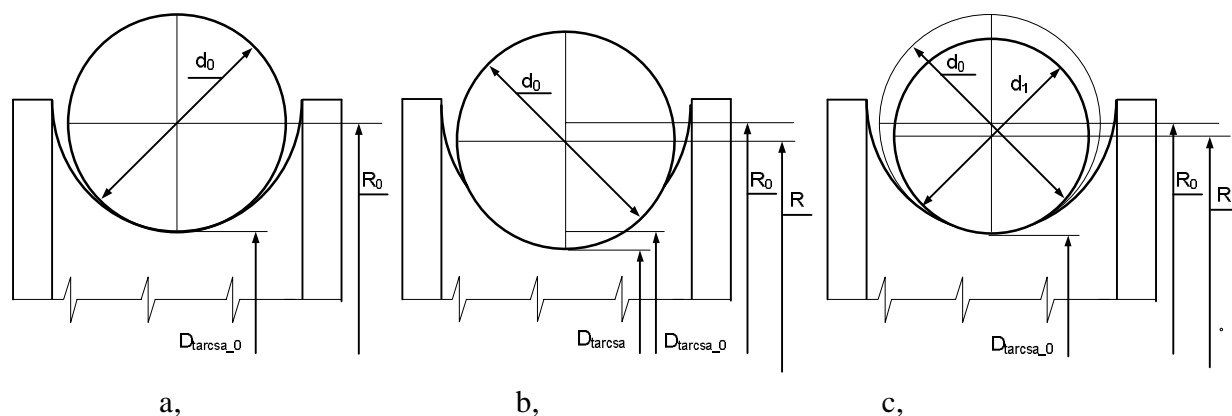 d0
R0
Dtarcsa_0
a,
d0
R0
R
Dtarcsa
Dtarcsa_0
b,
d0
d1
R0
R
Dtarcsa_0
c,